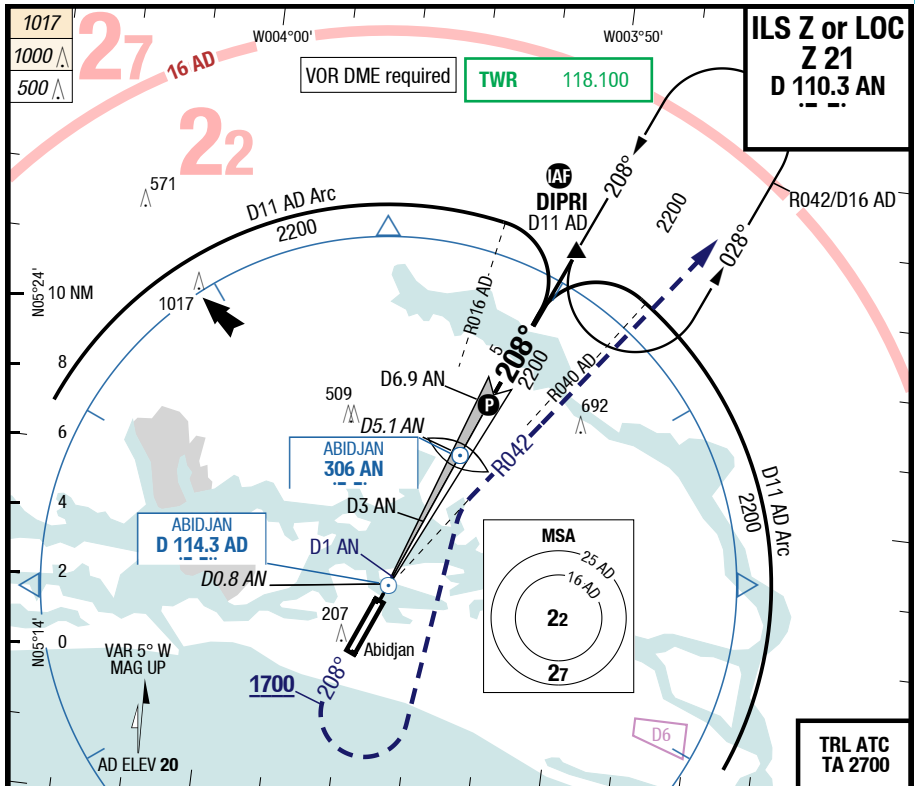 1017
1000
500
27
16 AD
22
W004°00'
W003°50'
VOR DME required
TWR 118.100
ILS Z or LOC
Z 21
D 110.3 AN
571
D11 AD Arc
2200
IAF
DIPRI
D11 AD
208°
2200
028°
R042/D16 AD
N05°24'
10 NM
1017
R016 AD
5
208°
2200
R040 AD
8
D6.9 AN
P
509
692
6
D5.1 AN
ABIDJAN
306 AN
R042
D11 AD Arc
2200
4
D3 AN
ABIDJAN
D 114.3 AD
D1 AN
MSA
25 AD
16 AD
22
27
2
D0.8 AN
207
0
N05°14'
Abidjan
VAR 5° W
MAG UP
1700
208°
D6
AD ELEV 20
TRL ATC
TA 2700